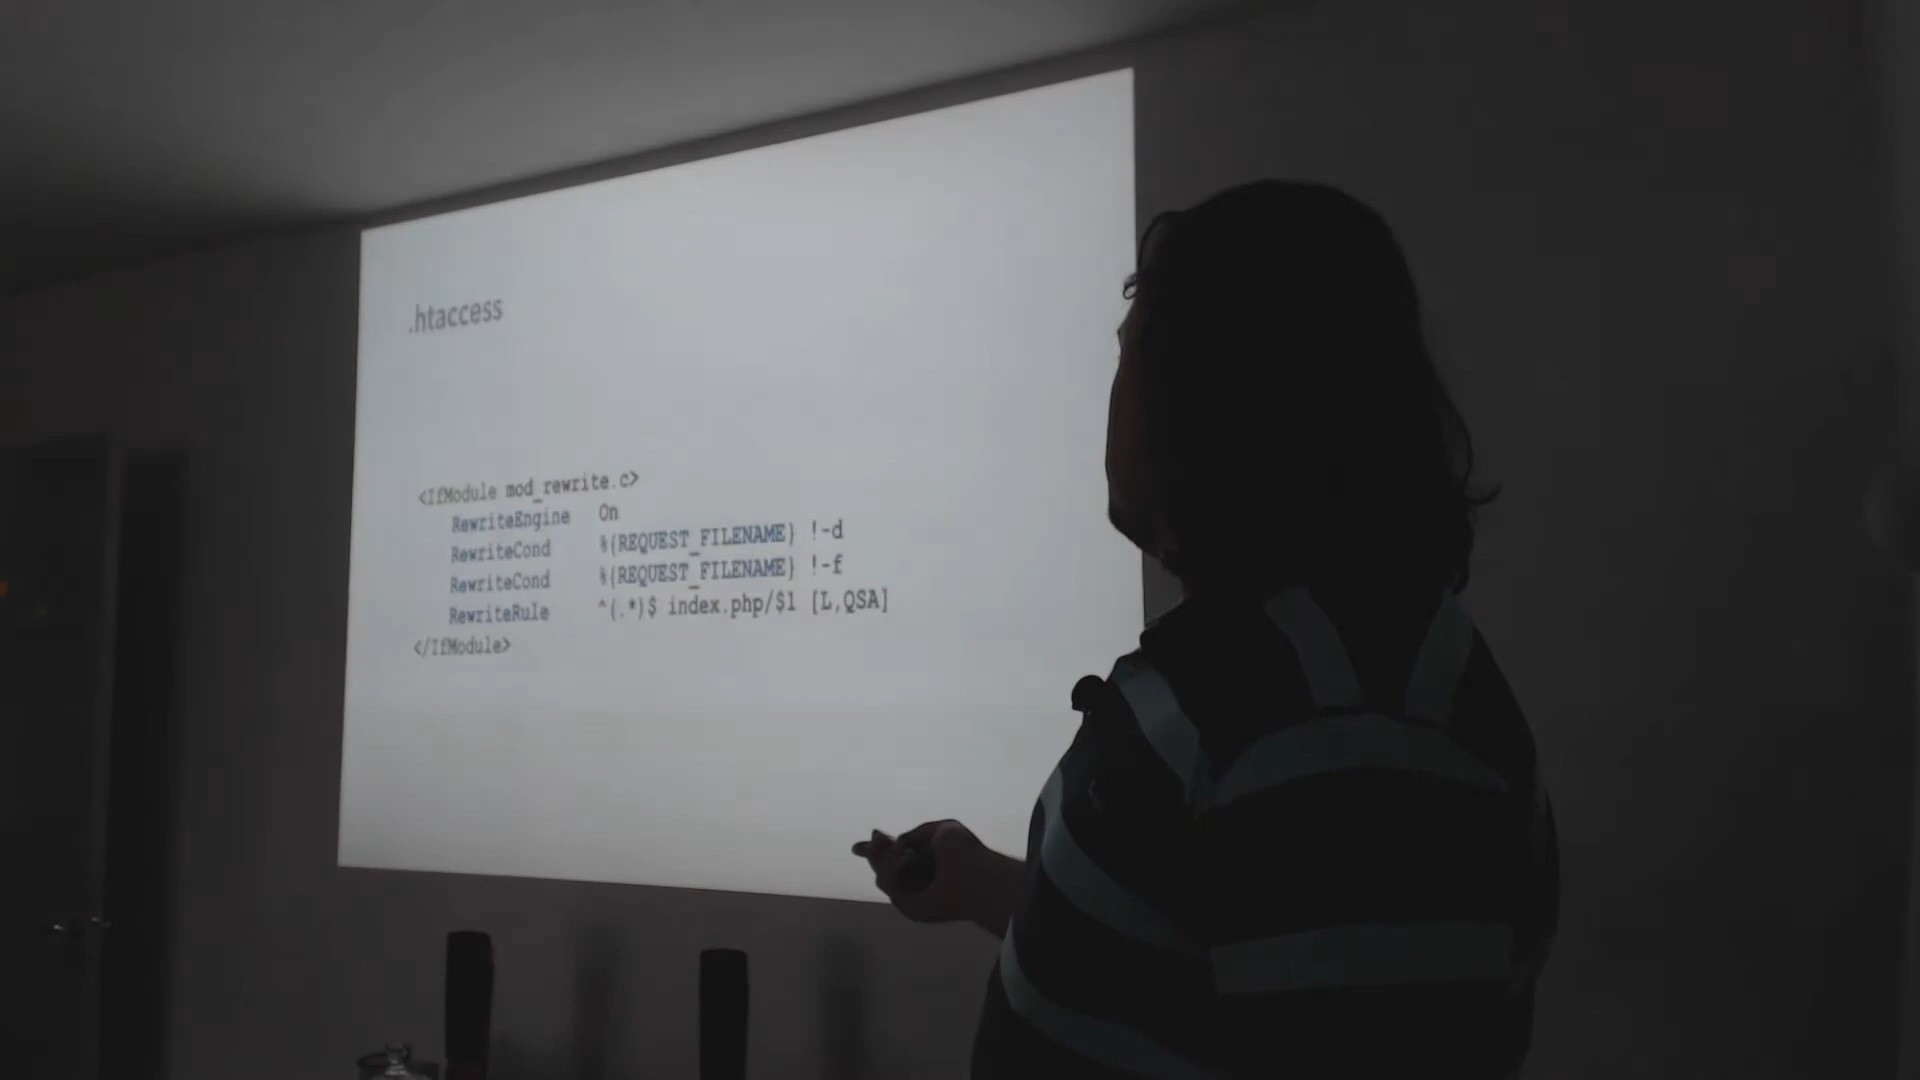 .htaccess
<IfModule mod_rewrite.c>
RewriteEngine On
RewriteCond %{REQUEST_FILENAME} !-d
RewriteCond %{REQUEST_FILENAME} !-f
RewriteRule ^(.*)$ index.php/$1 [L,QSA]
</IfModule>